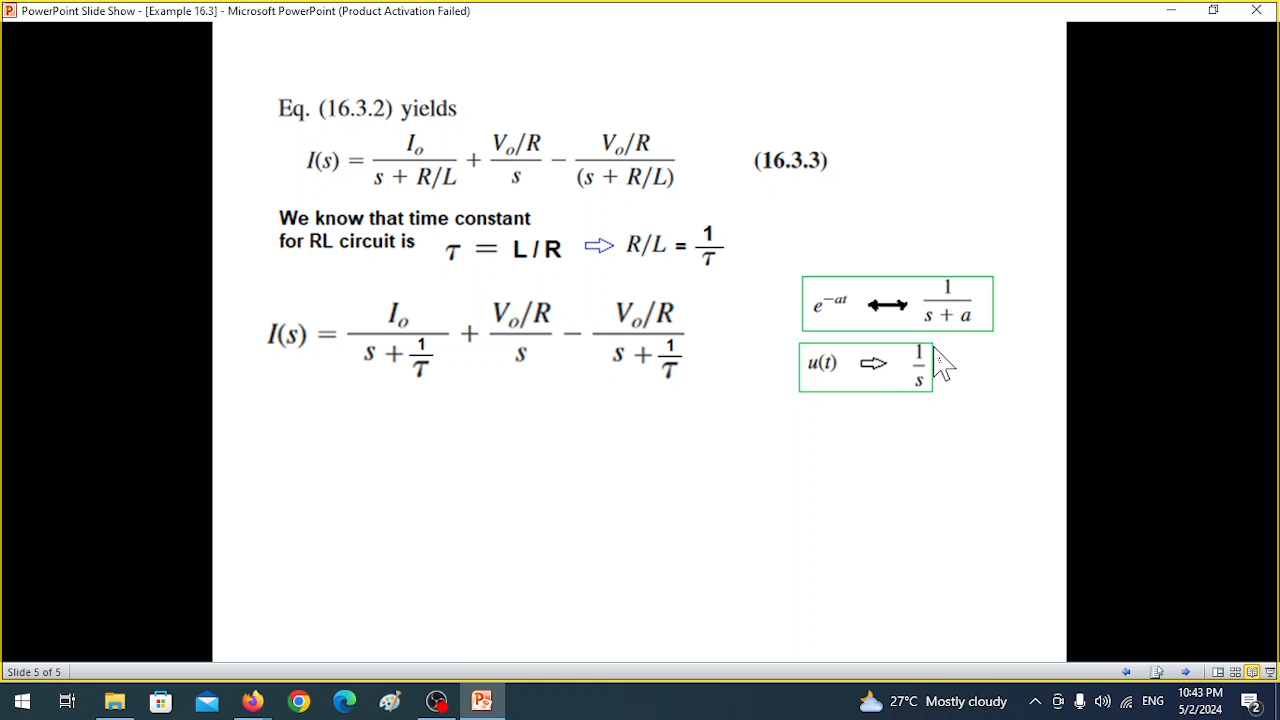 PowerPoint Slide Show - [Example 16.3] - Microsoft PowerPoint (Product Activation Failed)
Eq. (16.3.2) yields
I(s) = I_o / (s + R/L) + (V_o/R) / s − (V_o/R) / (s + R/L) (16.3.3)
We know that time constant
for RL circuit is τ = L / R ⇨ R/L = 1/τ
e^{−at} ↔ 1 / (s + a)
I(s) = I_o / (s + 1/τ) + (V_o/R) / s − (V_o/R) / (s + 1/τ)
u(t) ⇨ 1/s
Slide 5 of 5
27°C Mostly cloudy
ENG
10:43 PM
5/2/2024
2